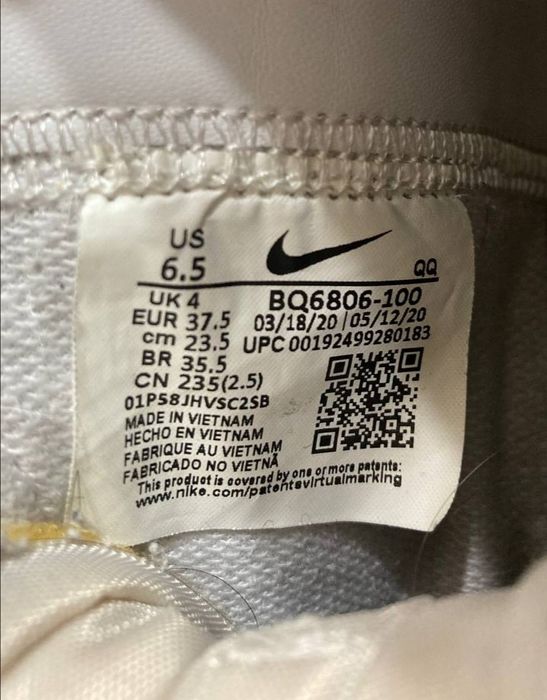 US
6.5
QQ
UK 4
BQ6806-100
EUR 37.5
03/18/20 | 05/12/20
cm 23.5
UPC 00192499280183
BR 35.5
CN 235(2.5)
01P58JHVSC2SB
MADE IN VIETNAM
HECHO EN VIETNAM
FABRIQUE AU VIETNAM
FABRICADO NO VIETNÃ
This product is covered by one or more patents:
www.nike.com/patentsvirtualmarking